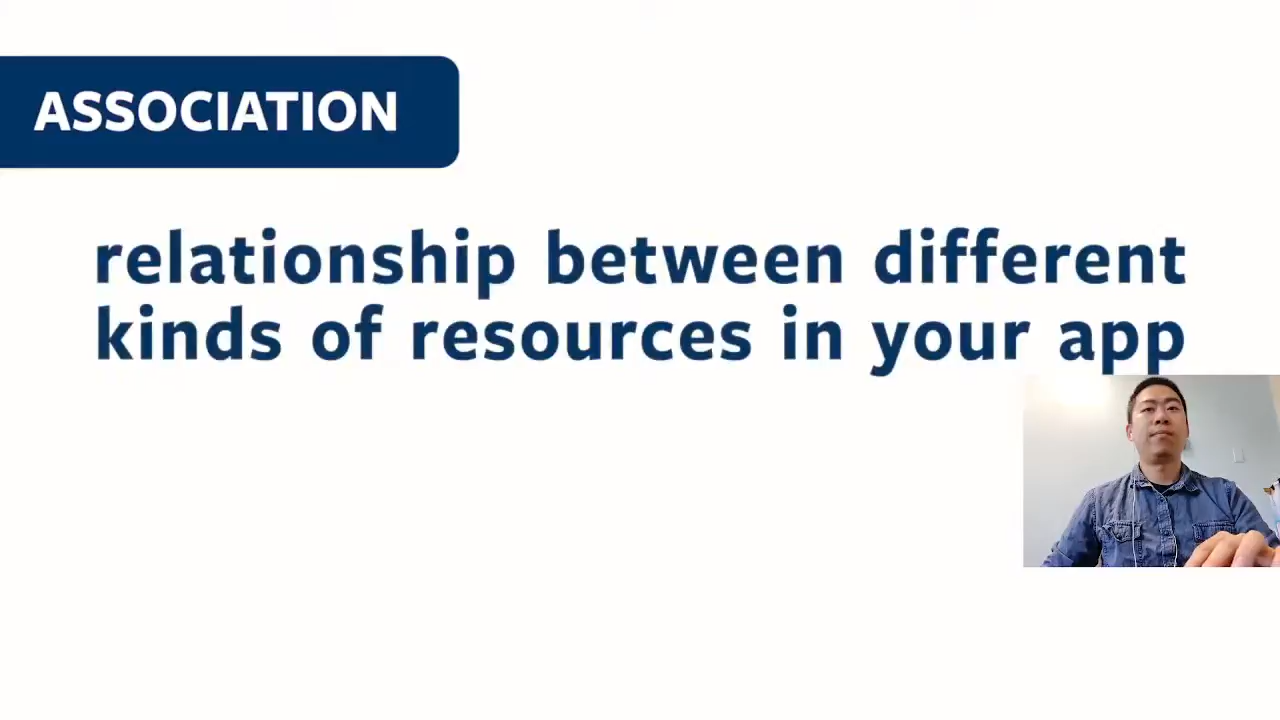 ASSOCIATION
relationship between different
kinds of resources in your app